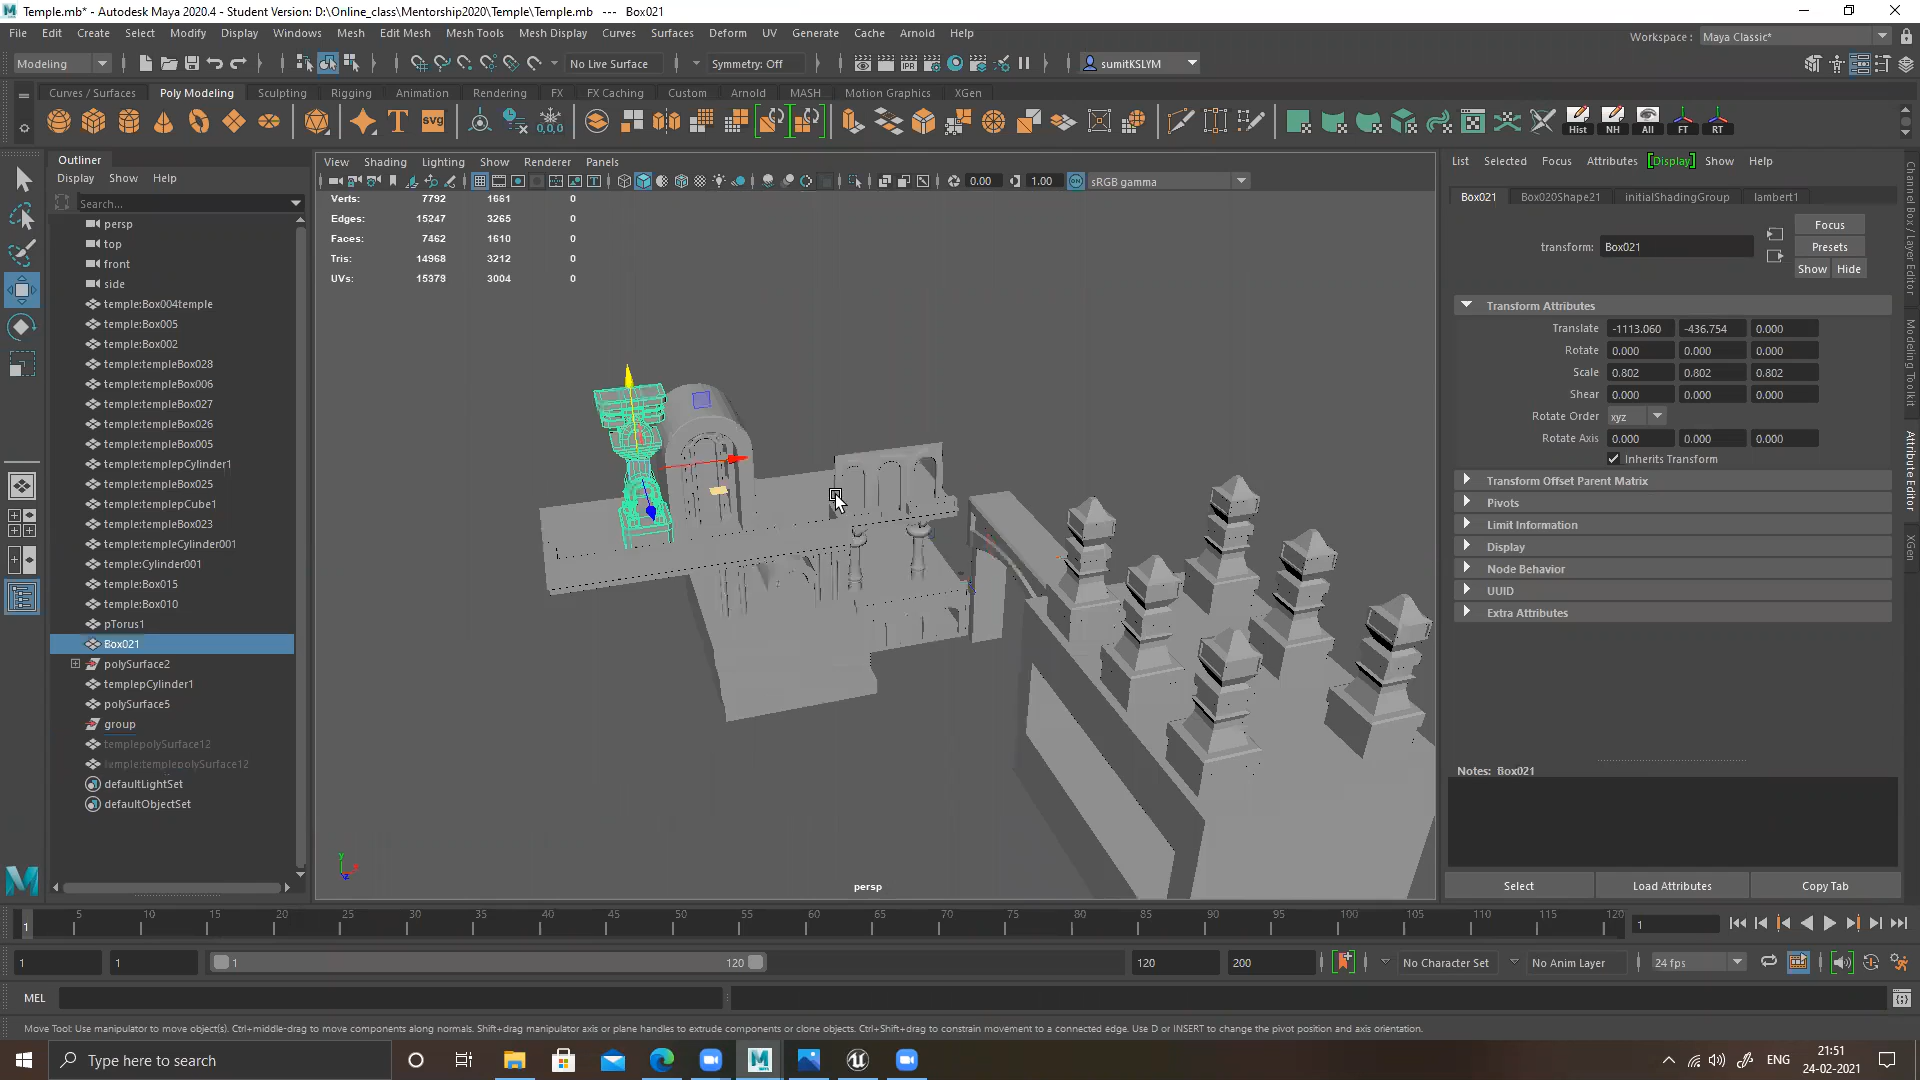 Temple.mb* - Autodesk Maya 2020.4 - Student Version: D:\Online_class\Mentorship2020\Temple\Temple.mb --- Box021
File Edit Create Select Modify Display Windows Mesh Edit Mesh Mesh Tools Mesh Display Curves Surfaces Deform UV Generate Cache Arnold Help
Workspace : Maya Classic*
Modeling No Live Surface Symmetry: Off sumitKSLYM
Curves / Surfaces Poly Modeling Sculpting Rigging Animation Rendering FX FX Caching Custom Arnold MASH Motion Graphics XGen
T svg 0,0,0 Hist NH All FT RT
Outliner
Display Show Help
Search...
persp
top
front
side
temple:Box004temple
temple:Box005
temple:Box002
temple:templeBox028
temple:templeBox006
temple:templeBox027
temple:templeBox026
temple:templeBox005
temple:templepCylinder1
temple:templeBox025
temple:templepCube1
temple:templeBox023
temple:templeCylinder001
temple:Cylinder001
temple:Box015
temple:Box010
pTorus1
Box021
polySurface2
templepCylinder1
polySurface5
group
templepolySurface12
temple:templepolySurface12
defaultLightSet
defaultObjectSet
View Shading Lighting Show Renderer Panels
0.00 1.00 sRGB gamma
Verts: 7792 1661 0
Edges: 15247 3265 0
Faces: 7462 1610 0
Tris: 14968 3212 0
UVs: 15378 3004 0
persp
List Selected Focus Attributes Display Show Help
Box021 Box020Shape21 initialShadingGroup lambert1
transform: Box021
Focus
Presets
Show Hide
Transform Attributes
Translate -1113.060 -436.754 0.000
Rotate 0.000 0.000 0.000
Scale 0.802 0.802 0.802
Shear 0.000 0.000 0.000
Rotate Order xyz
Rotate Axis 0.000 0.000 0.000
Inherits Transform
Transform Offset Parent Matrix
Pivots
Limit Information
Display
Node Behavior
UUID
Extra Attributes
Notes: Box021
Select Load Attributes Copy Tab
Channel Box / Layer Editor
Modeling Toolkit
Attribute Editor
XGen
1 5 10 15 20 25 30 35 40 45 50 55 60 65 70 75 80 85 90 95 100 105 110 115 120 1
1 1 1 120 120 200 No Character Set No Anim Layer 24 fps
MEL
Move Tool: Use manipulator to move object(s). Ctrl+middle-drag to move components along normals. Shift+drag manipulator axis or plane handles to extrude components or clone objects. Ctrl+Shift+drag to constrain movement to a connected edge. Use D or INSERT to change the pivot position and axis orientation.
Type here to search
ENG
21:51
24-02-2021